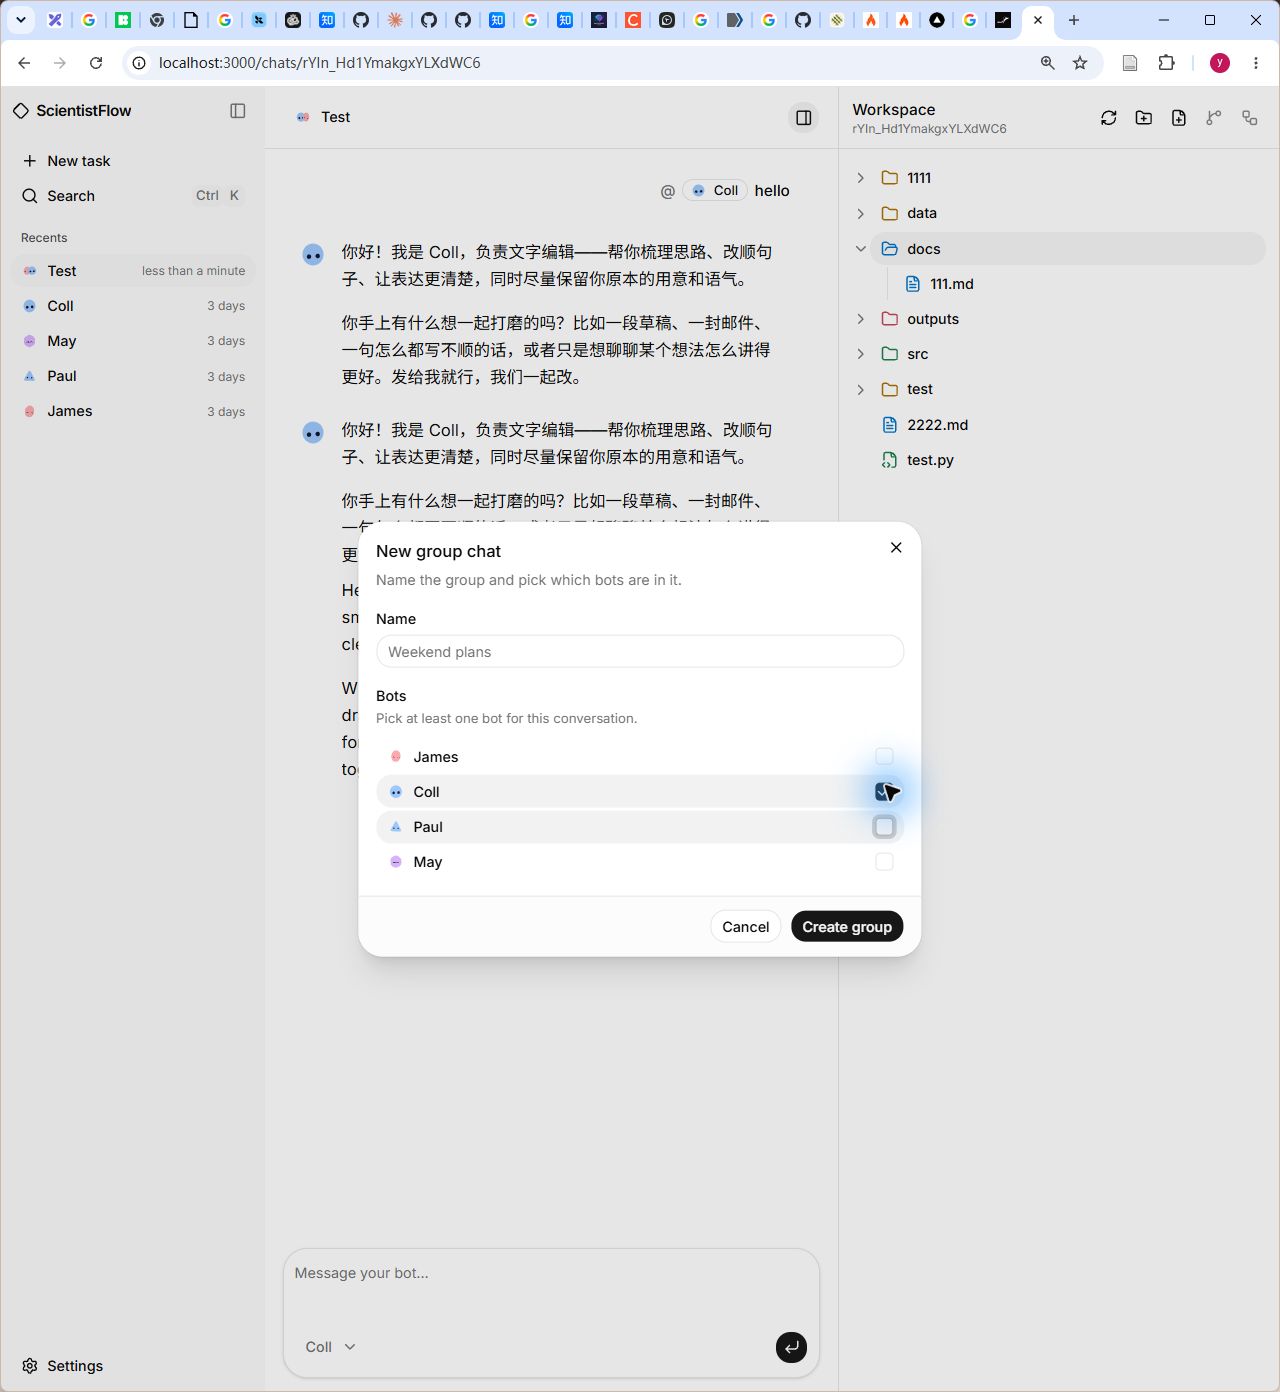 localhost:3000/chats/rYIn_Hd1YmakgxYLXdWC6
y
ScientistFlow
New task
Search Ctrl K
Recents
Test less than a minute
Coll 3 days
May 3 days
Paul 3 days
James 3 days
Settings
Test
@ Coll hello
你好！我是 Coll，负责文字编辑——帮你梳理思路、改顺句
子、让表达更清楚，同时尽量保留你原本的用意和语气。
你手上有什么想一起打磨的吗？比如一段草稿、一封邮件、
一句怎么都写不顺的话，或者只是想聊聊某个想法怎么讲得
更好。发给我就行，我们一起改。
你好！我是 Coll，负责文字编辑——帮你梳理思路、改顺句
子、让表达更清楚，同时尽量保留你原本的用意和语气。
你手上有什么想一起打磨的吗？比如一段草稿、一封邮件、
更
New group chat
Name the group and pick which bots are in it.
Name
Weekend plans
Bots
Pick at least one bot for this conversation.
James
Coll
Paul
May
Cancel
Create group
Message your bot...
Coll
Workspace
rYIn_Hd1YmakgxYLXdWC6
1111
data
docs
111.md
outputs
src
test
2222.md
test.py